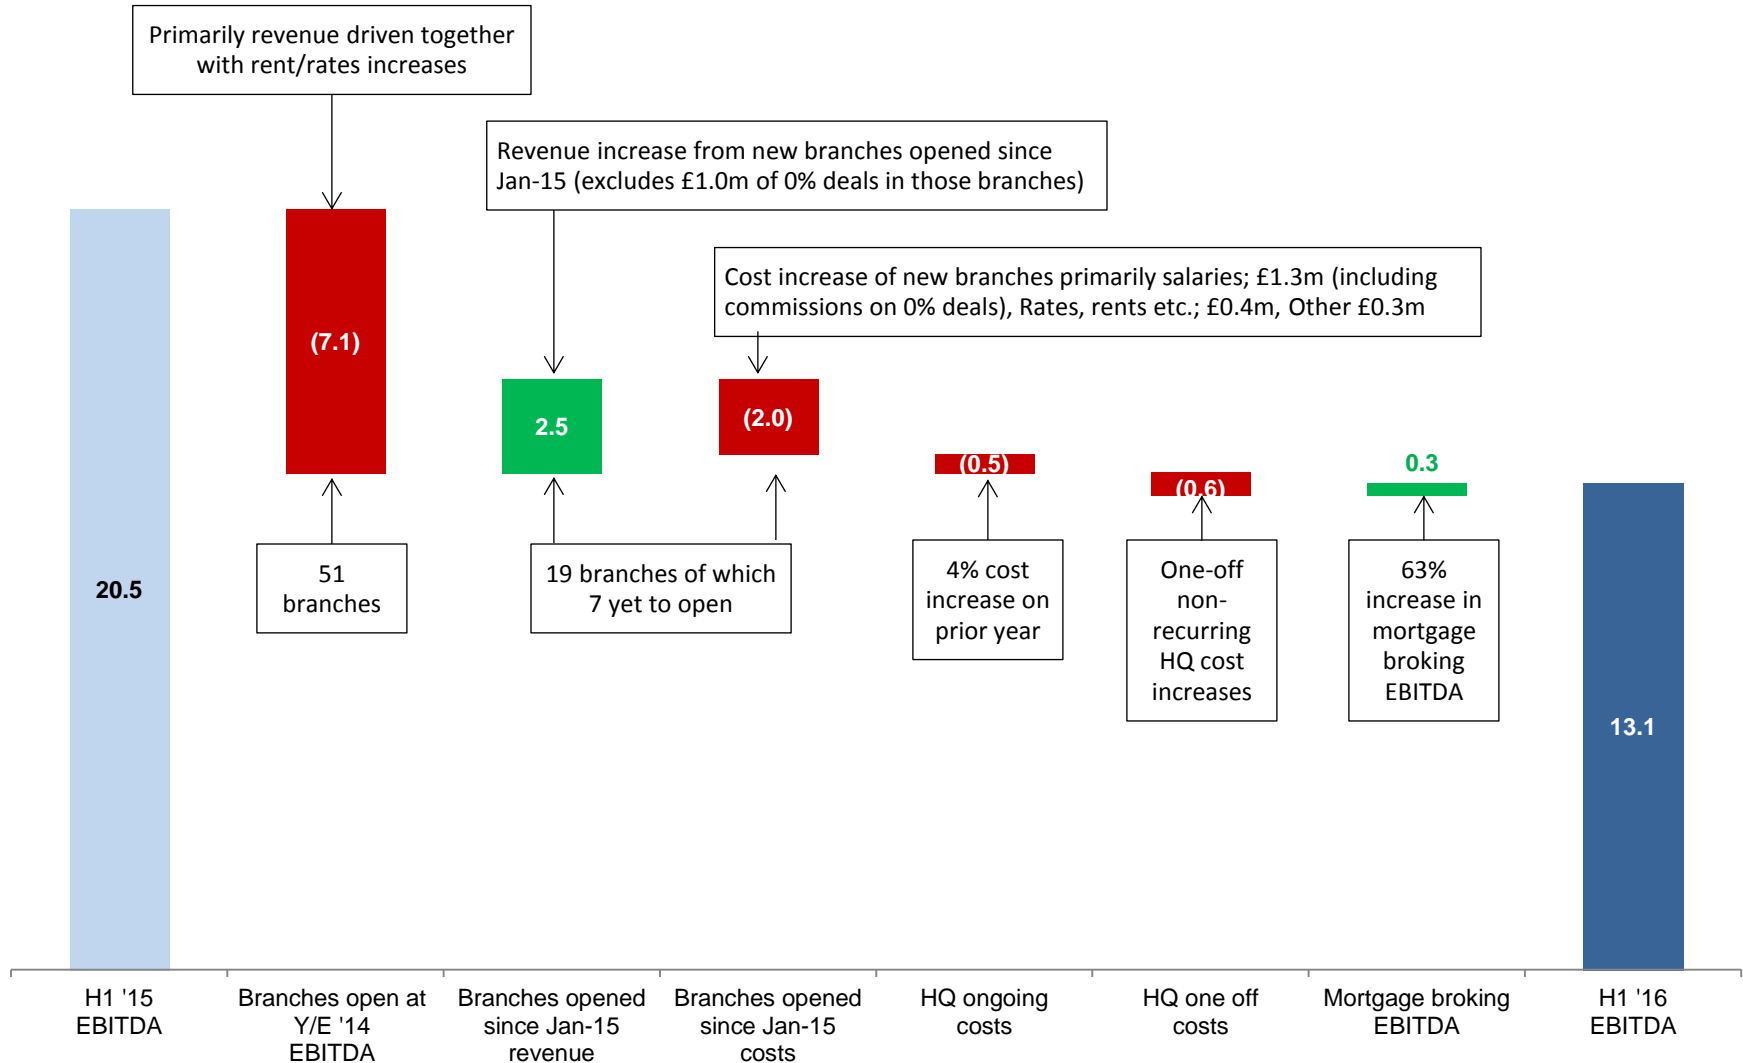 Primarily revenue driven together
with rent/rates increases
Revenue increase from new branches opened since
Jan-15 (excludes £1.0m of 0% deals in those branches)
Cost increase of new branches primarily salaries; £1.3m (including
commissions on 0% deals), Rates, rents etc.; £0.4m, Other £0.3m
20.5
(7.1)
2.5
(2.0)
(0.5)
(0.6)
0.3
13.1
51
branches
19 branches of which
7 yet to open
4% cost
increase on
prior year
One-off
non-
recurring
HQ cost
increases
63%
increase in
mortgage
broking
EBITDA
H1 '15
EBITDA
Branches open at
Y/E '14
EBITDA
Branches opened
since Jan-15
revenue
Branches opened
since Jan-15
costs
HQ ongoing
costs
HQ one off
costs
Mortgage broking
EBITDA
H1 '16
EBITDA